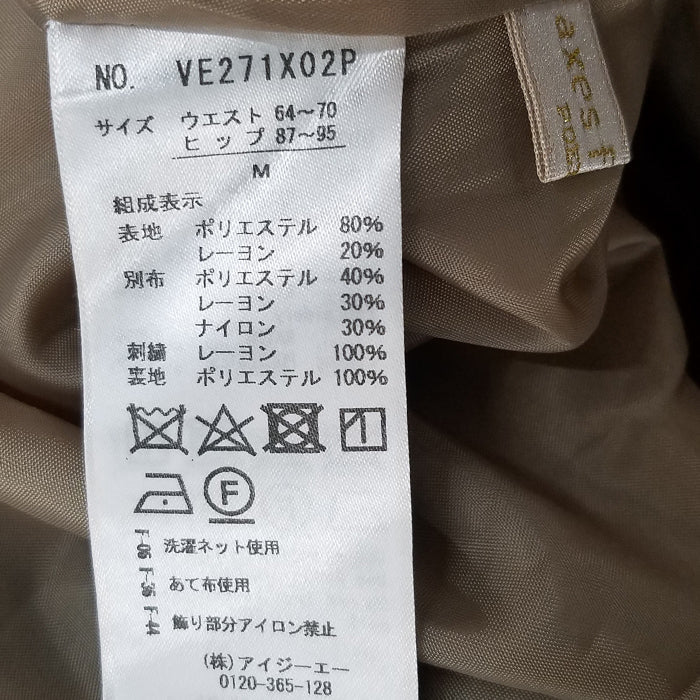 NO. VE271X02P
サイズ ウエスト 64～70
ヒップ 87～95
M
組成表示
表地 ポリエステル 80%
レーヨン 20%
別布 ポリエステル 40%
レーヨン 30%
ナイロン 30%
刺繍 レーヨン 100%
裏地 ポリエステル 100%
F
F-05 洗濯ネット使用
F-36 あて布使用
F-44 飾り部分アイロン禁止
(株)アイジーエー
0120-365-128
axes f